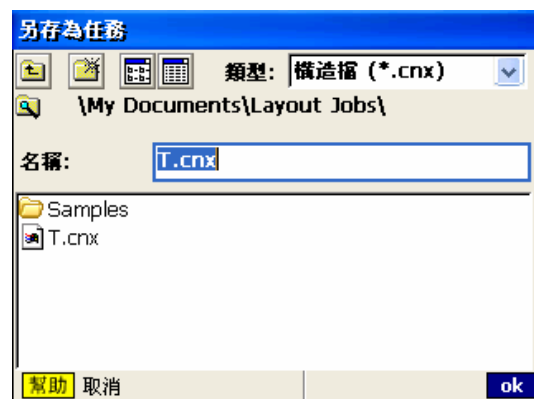 另存為任務
類型: 構造檔 (*.cnx)
\My Documents\Layout Jobs\
名稱: T.cnx
Samples
T.cnx
幫助 取消 ok